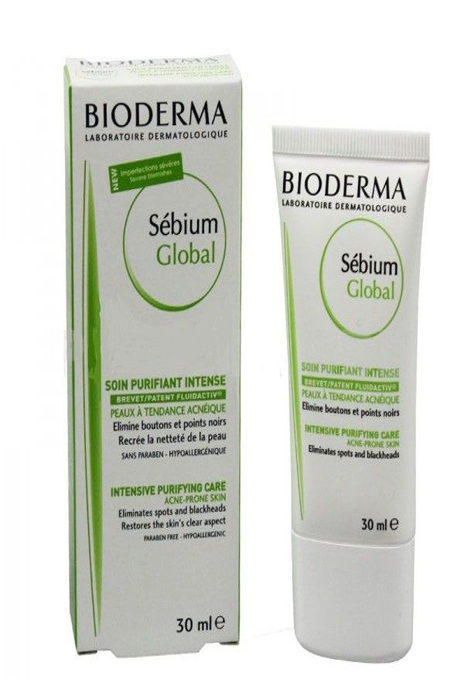 BIODERMA
LABORATOIRE DERMATOLOGIQUE
NEW
Imperfections sévères
Severe blemishes
Sébium
Global
SOIN PURIFIANT INTENSE
BREVET/PATENT FLUIDACTIV®
PEAUX À TENDANCE ACNÉIQUE
Elimine boutons et points noirs
Recrée la netteté de la peau
SANS PARABEN - HYPOALLERGÉNIQUE
INTENSIVE PURIFYING CARE
ACNE-PRONE SKIN
Eliminates spots and blackheads
Restores the skin's clear aspect
PARABEN FREE - HYPOALLERGENIC
30 ml e
BIODERMA
LABORATOIRE DERMATOLOGIQUE
Sébium
Global
SOIN PURIFIANT INTENSE
BREVET/PATENT FLUIDACTIV®
PEAUX À TENDANCE ACNÉIQUE
Elimine boutons et points noirs
INTENSIVE PURIFYING CARE
ACNE-PRONE SKIN
Eliminates spots and blackheads
30 ml e